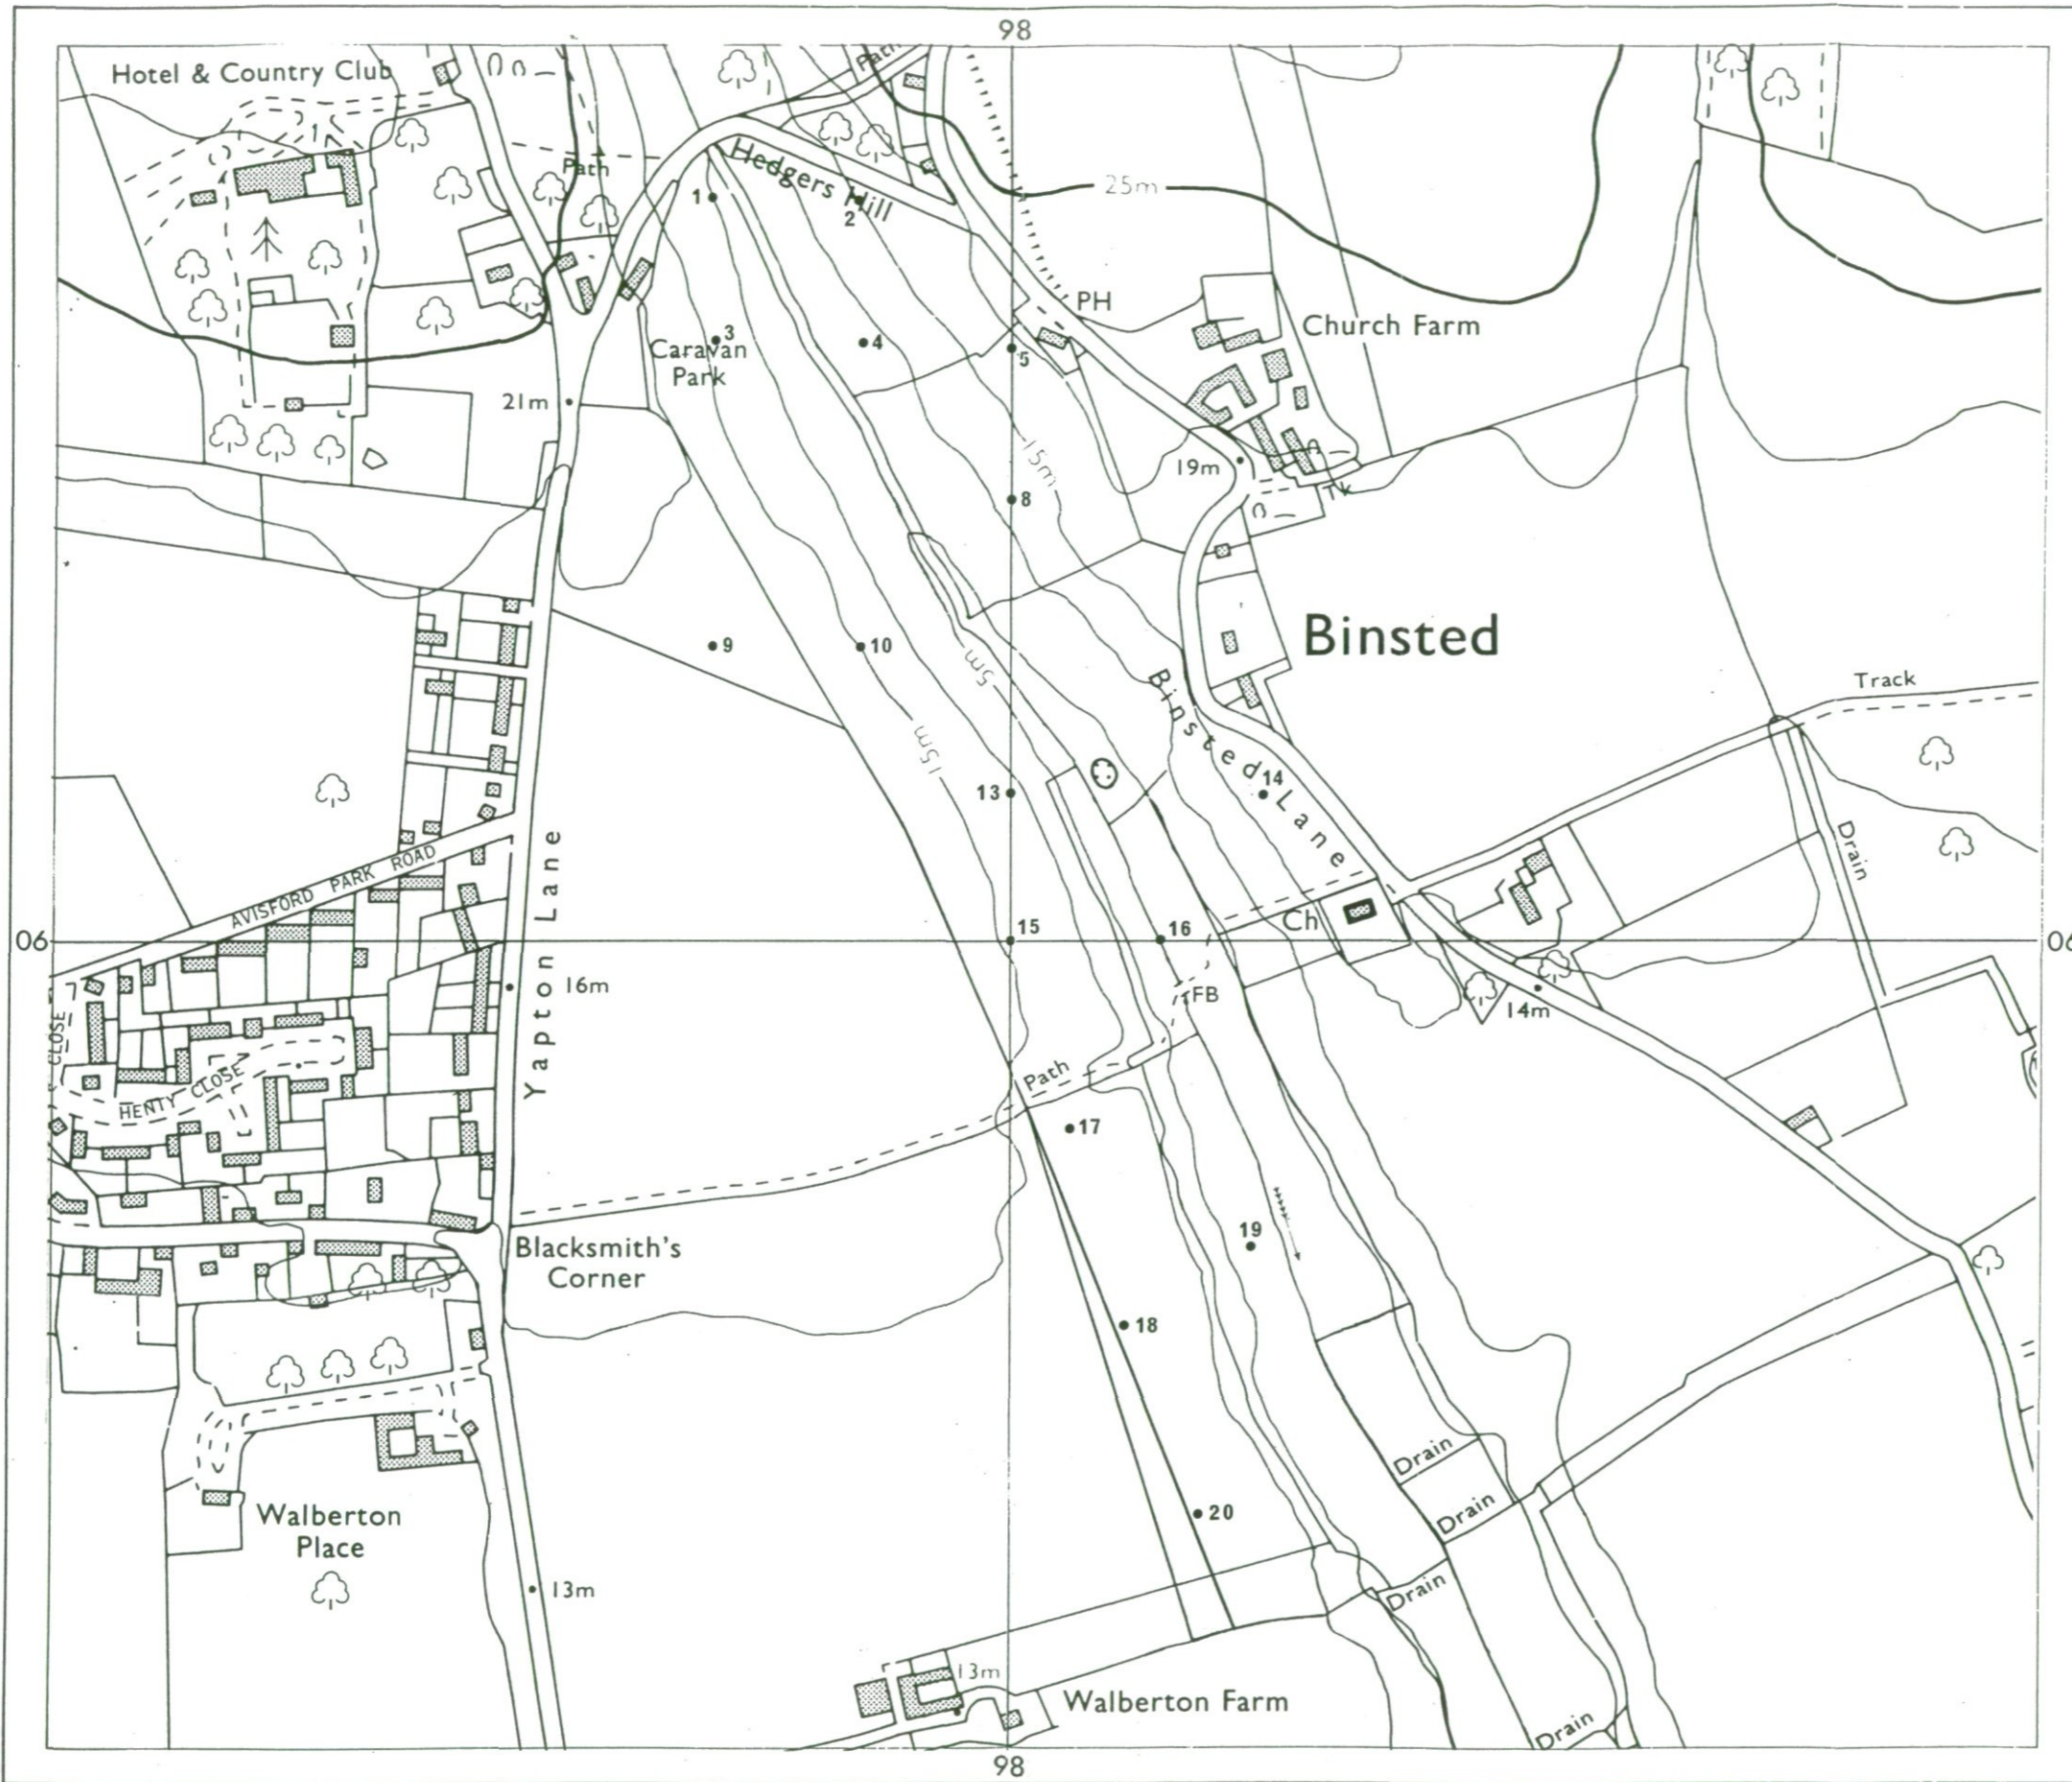 98
Hotel & Country Club
Path
Path
Hedgers Hill
25m
1
2
PH
Church Farm
3
Caravan
Park
4
5
21m
15m
19m
Tk
8
Binsted
9
10
5m
Binsted Lane
Track
15m
13
14
Drain
AVISFORD PARK ROAD
Yapton Lane
Ch
06
15
16
06
16m
FB
14m
CLOSE
HENTY CLOSE
Path
17
Blacksmith's
Corner
19
18
Drain
Drain
20
Walberton
Place
13m
Drain
13m
Walberton Farm
Drain
98